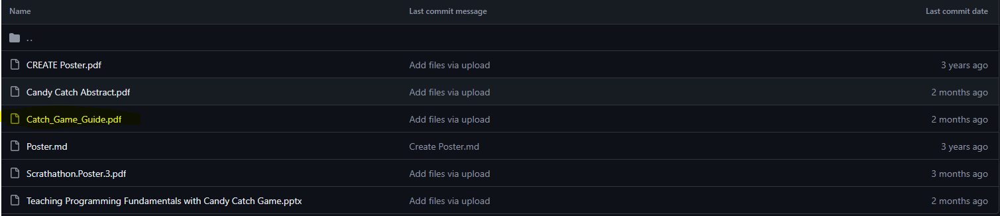 Name Last commit message Last commit date
..
CREATE Poster.pdf Add files via upload 3 years ago
Candy Catch Abstract.pdf Add files via upload 2 months ago
Catch_Game_Guide.pdf Add files via upload 2 months ago
Poster.md Create Poster.md 3 years ago
Scrathathon.Poster.3.pdf Add files via upload 3 months ago
Teaching Programming Fundamentals with Candy Catch Game.pptx Add files via upload 2 months ago